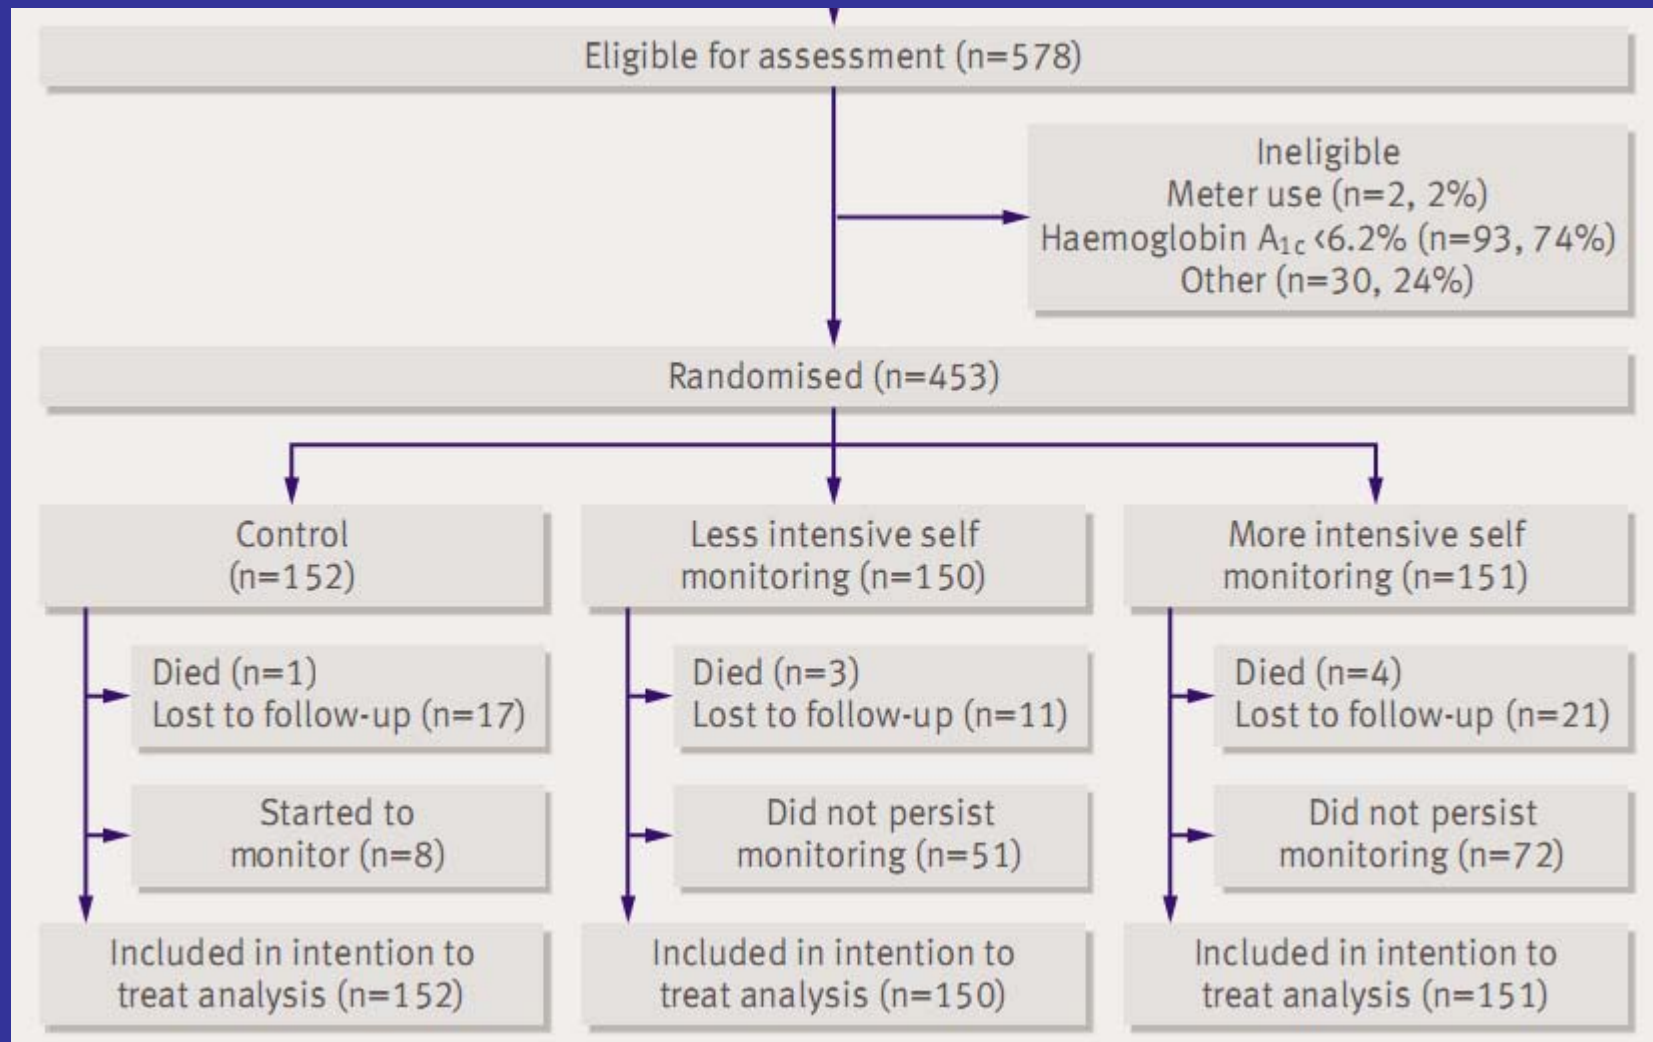 Eligible for assessment (n=578)
Ineligible
Meter use (n=2, 2%)
Haemoglobin A1c <6.2% (n=93, 74%)
Other (n=30, 24%)
Randomised (n=453)
Control
(n=152)
Died (n=1)
Lost to follow-up (n=17)
Started to
monitor (n=8)
Included in intention to
treat analysis (n=152)
Less intensive self
monitoring (n=150)
Died (n=3)
Lost to follow-up (n=11)
Did not persist
monitoring (n=51)
Included in intention to
treat analysis (n=150)
More intensive self
monitoring (n=151)
Died (n=4)
Lost to follow-up (n=21)
Did not persist
monitoring (n=72)
Included in intention to
treat analysis (n=151)